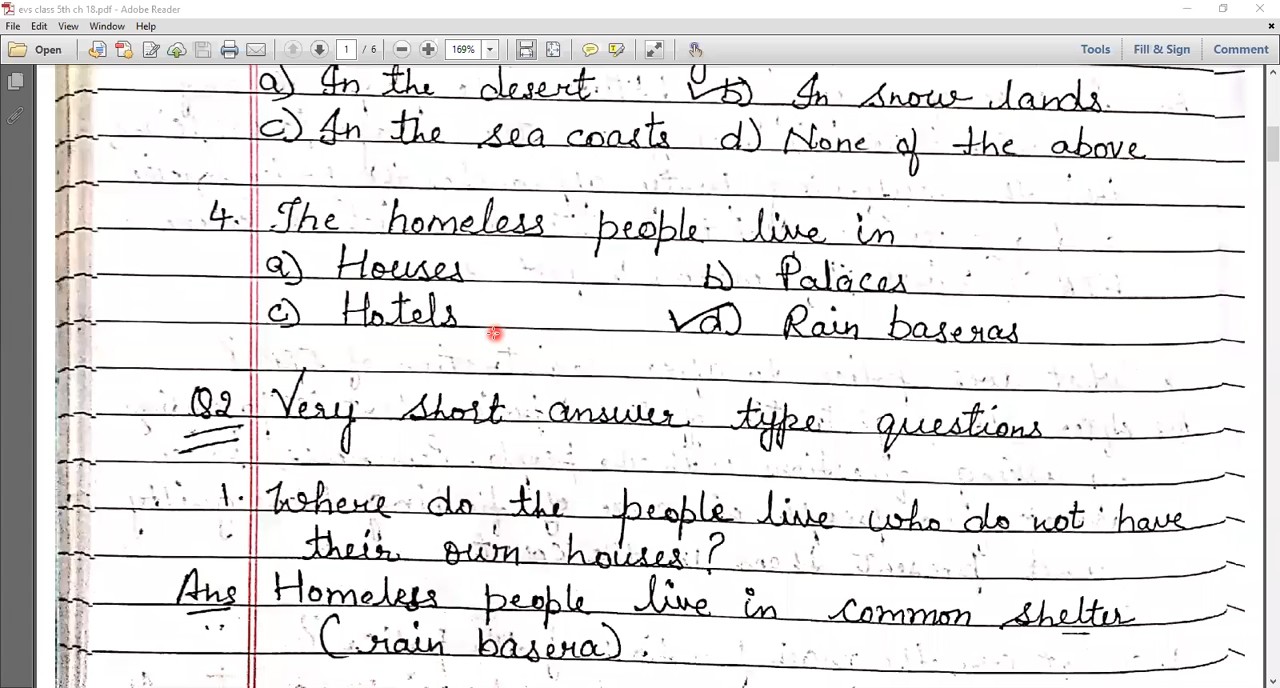 evs class 5th ch 18.pdf - Adobe Reader
File Edit View Window Help
Open 1 / 6 169% Tools Fill & Sign Comment
a) In the desert. b) In snow lands.
c) In the sea coasts d) None of the above
4. The homeless people live in
a) Houses b) Palaces
c) Hotels d) Rain baseras
Q2 Very short answer type questions
1. Where do the people live who do not have
their own houses?
Ans Homeless people live in common shelter
(rain basera).